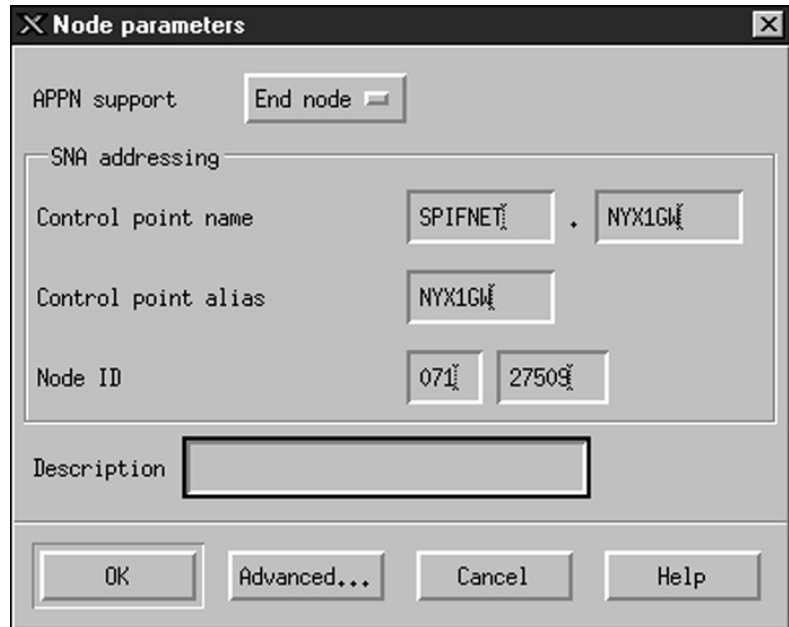 Node parameters
APPN support End node
SNA addressing
Control point name SPIFNET . NYX1GW
Control point alias NYX1GW
Node ID 071 27509
Description
OK Advanced... Cancel Help